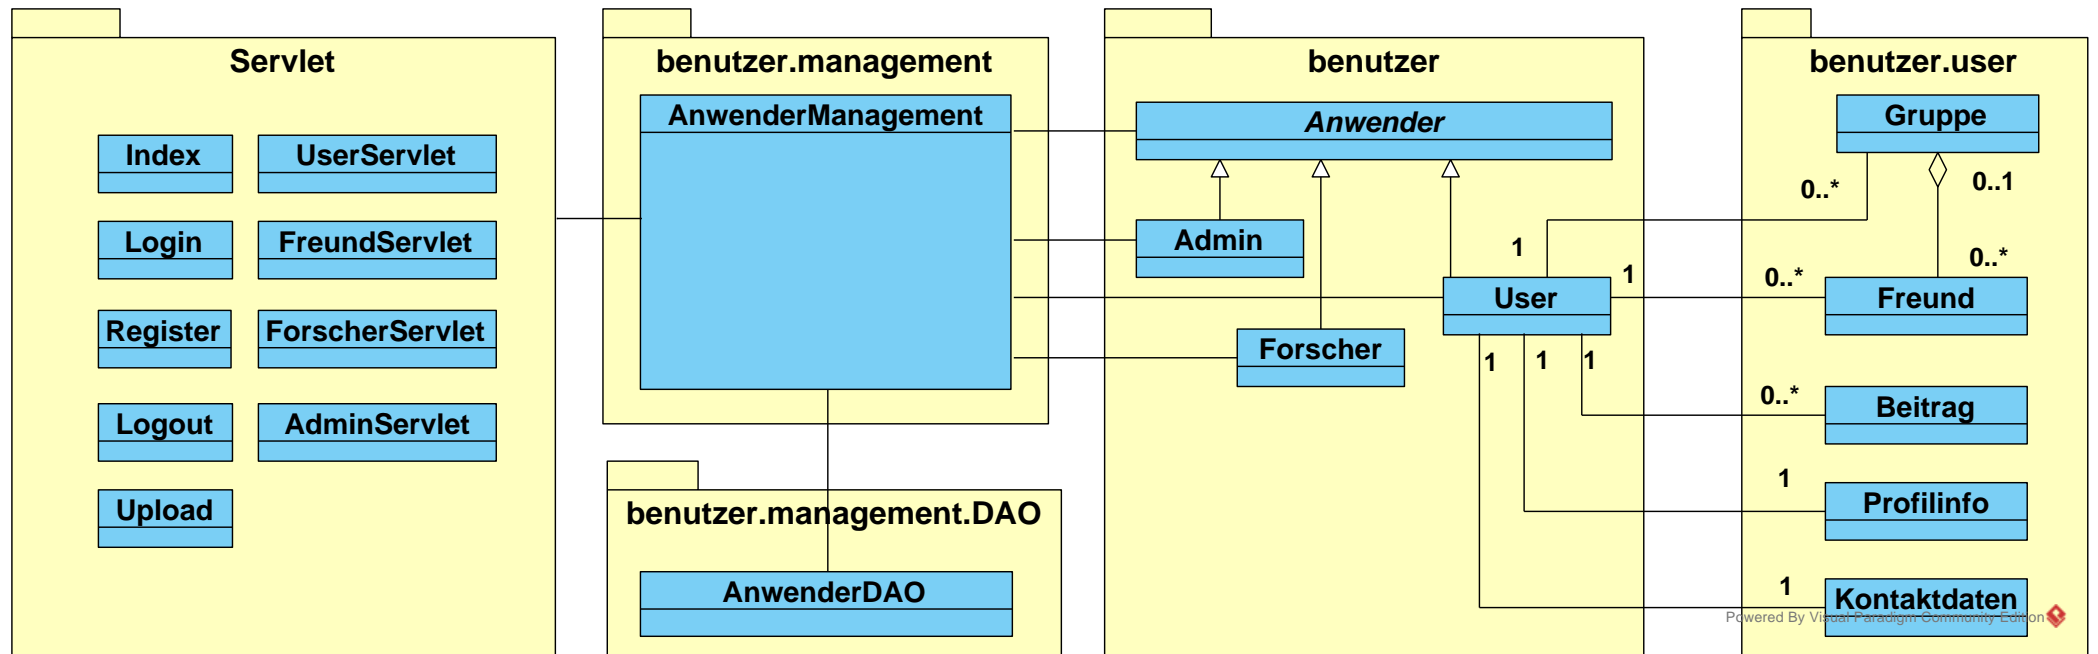 Servlet
Index
UserServlet
Login
FreundServlet
Register
ForscherServlet
Logout
AdminServlet
Upload
benutzer.management
AnwenderManagement
benutzer.management.DAO
AnwenderDAO
benutzer
Anwender
Admin
User
Forscher
1
1
1
1
1
benutzer.user
Gruppe
0..*
0..1
0..*
0..*
Freund
0..*
Beitrag
1
Profilinfo
1
Kontaktdaten
Powered By Visual Paradigm Community Edition